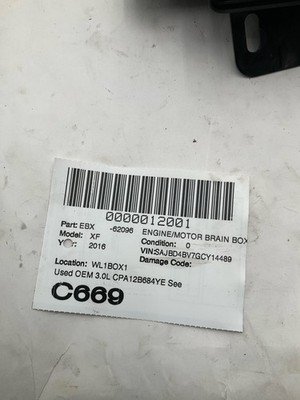 0000012001
Part: EBX -62096 ENGINE/MOTOR BRAIN BOX
Model: XF Condition: 0
Year: 2016 VIN:SAJBD4BV7GCY14489
Damage Code:
Location: WL1BOX1
Used OEM 3.0L CPA12B684YE See
C669